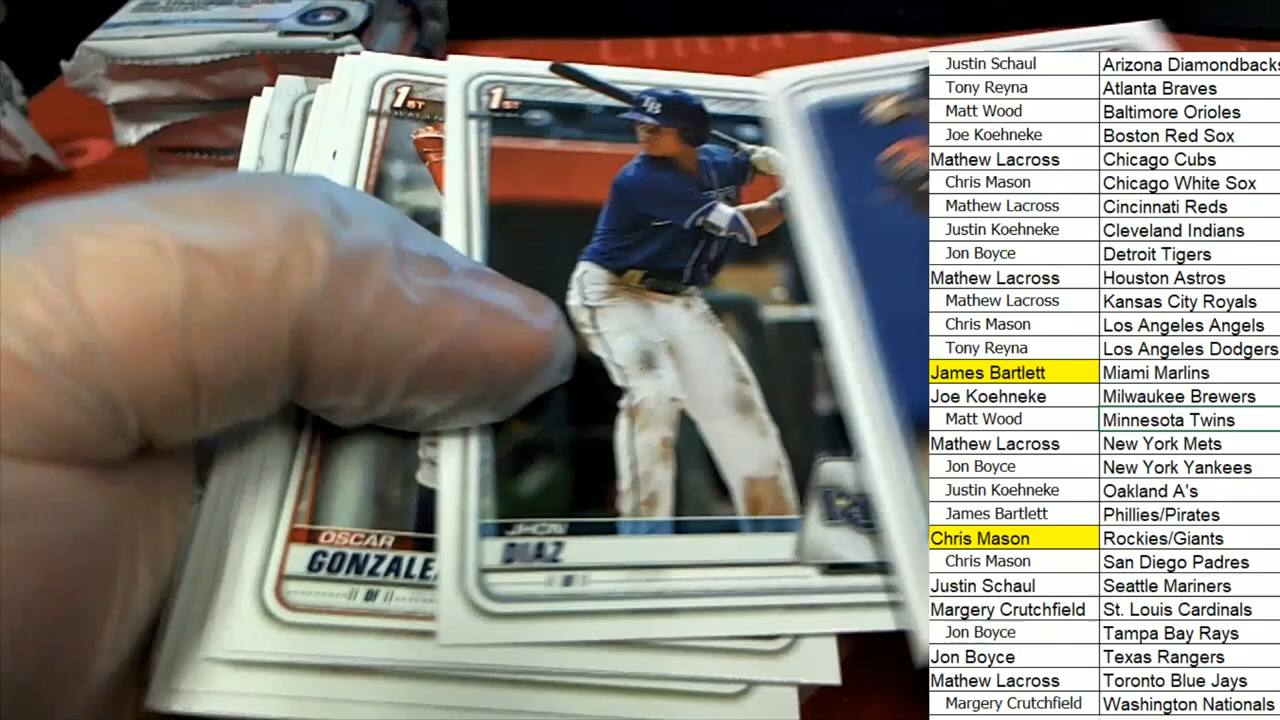 1ST
1ST
TB
OSCAR
GONZALE
OF
JHON
DIAZ
Justin Schaul Arizona Diamondbacks
Tony Reyna Atlanta Braves
Matt Wood Baltimore Orioles
Joe Koehneke Boston Red Sox
Mathew Lacross Chicago Cubs
Chris Mason Chicago White Sox
Mathew Lacross Cincinnati Reds
Justin Koehneke Cleveland Indians
Jon Boyce Detroit Tigers
Mathew Lacross Houston Astros
Mathew Lacross Kansas City Royals
Chris Mason Los Angeles Angels
Tony Reyna Los Angeles Dodgers
James Bartlett Miami Marlins
Joe Koehneke Milwaukee Brewers
Matt Wood Minnesota Twins
Mathew Lacross New York Mets
Jon Boyce New York Yankees
Justin Koehneke Oakland A's
James Bartlett Phillies/Pirates
Chris Mason Rockies/Giants
Chris Mason San Diego Padres
Justin Schaul Seattle Mariners
Margery Crutchfield St. Louis Cardinals
Jon Boyce Tampa Bay Rays
Jon Boyce Texas Rangers
Mathew Lacross Toronto Blue Jays
Margery Crutchfield Washington Nationals